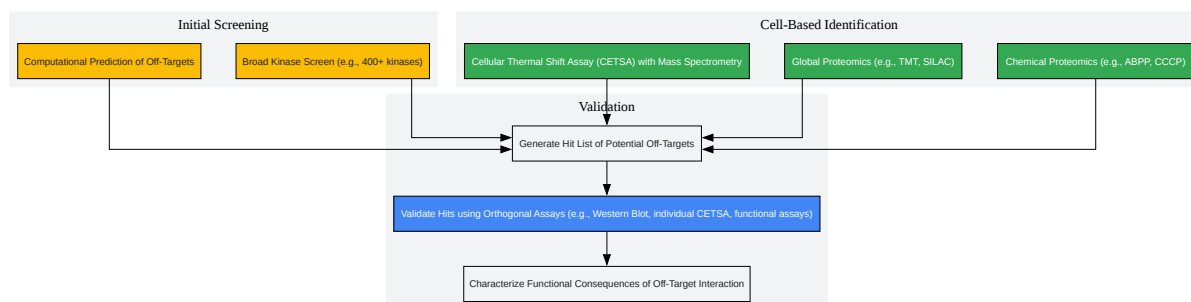 Initial Screening
Cell-Based Identification
Computational Prediction of Off-Targets
Broad Kinase Screen (e.g., 400+ kinases)
Cellular Thermal Shift Assay (CETSA) with Mass Spectrometry
Global Proteomics (e.g., TMT, SILAC)
Chemical Proteomics (e.g., ABPP, CCCP)
Validation
Generate Hit List of Potential Off-Targets
Validate Hits using Orthogonal Assays (e.g., Western Blot, individual CETSA, functional assays)
Characterize Functional Consequences of Off-Target Interaction